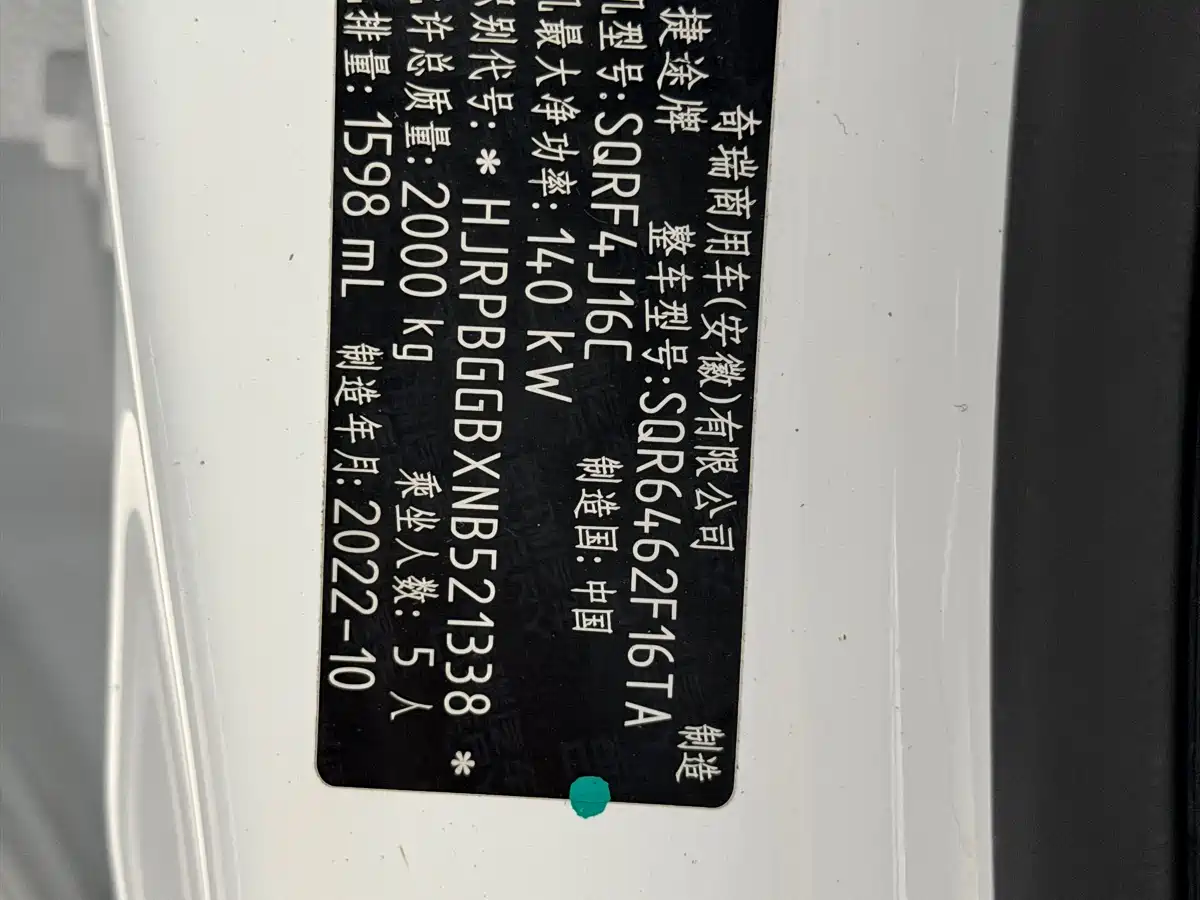 奇瑞商用车(安徽)有限公司 制造
捷途牌 整车型号:SQR6462F16TA
机型号:SQRF4J16C 制造国:中国
机最大净功率:140 kW
识别代号:*HJRPBGGBXNB521338*
允许总质量:2000 kg 乘坐人数:5 人
排量:1598 mL 制造年月:2022-10